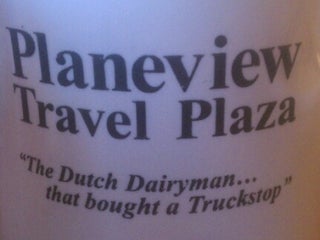 Planeview
Travel Plaza
"The Dutch Dairyman...
that bought a Truckstop"